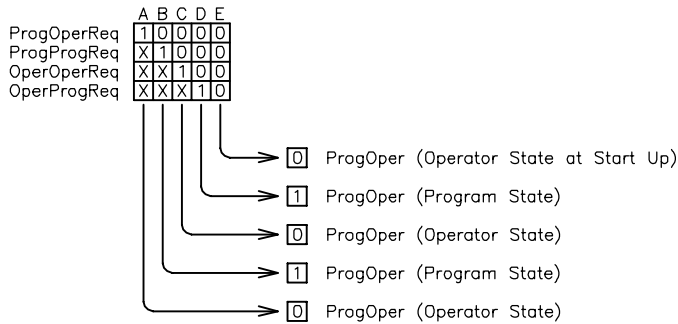 A B C D E
ProgOperReq 1 0 0 0 0
ProgProgReq X 1 0 0 0
OperOperReq X X 1 0 0
OperProgReq X X X 1 0
0 ProgOper (Operator State at Start Up)
1 ProgOper (Program State)
0 ProgOper (Operator State)
1 ProgOper (Program State)
0 ProgOper (Operator State)